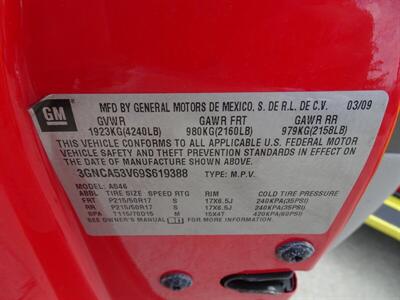 GM
MFD BY GENERAL MOTORS DE MEXICO, S. DE R.L. DE C.V. 03/09
GVWR GAWR FRT GAWR RR
1923KG(4240LB) 980KG(2160LB) 979KG(2158LB)
THIS VEHICLE CONFORMS TO ALL APPLICABLE U.S. FEDERAL MOTOR
VEHICLE SAFETY AND THEFT PREVENTION STANDARDS IN EFFECT ON
THE DATE OF MANUFACTURE SHOWN ABOVE.
3GNCA53V69S619388 TYPE: M.P.V.
MODEL: AS46
TIRE SIZE SPEED RTG RIM COLD TIRE PRESSURE
FRT P215/50R17 S 17X6.5J 240KPA(35PSI)
RR P215/50R17 S 17X6.5J 240KPA(35PSI)
SPA T115/70D15 M 15X4T 420KPA(60PSI)
SEE OWNER'S MANUAL FOR MORE INFORMATION.